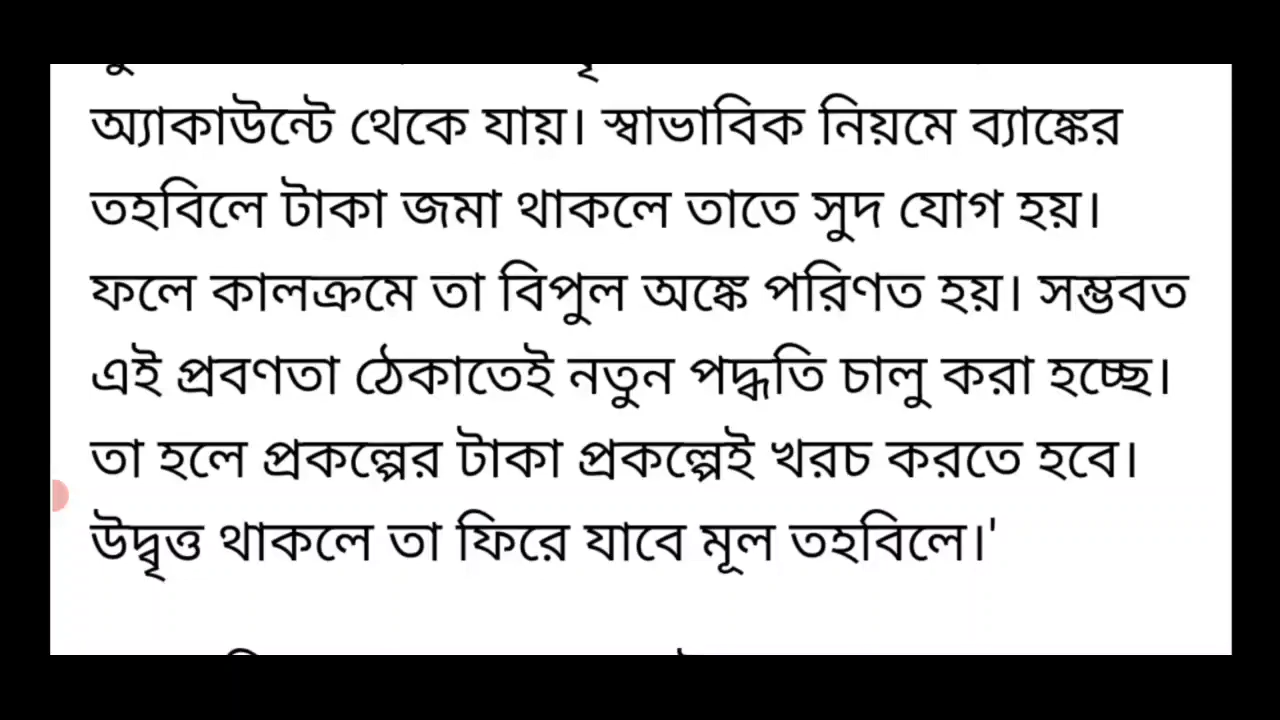 অ্যাকাউন্টে থেকে যায়। স্বাভাবিক নিয়মে ব্যাঙ্কের
তহবিলে টাকা জমা থাকলে তাতে সুদ যোগ হয়।
ফলে কালক্রমে তা বিপুল অঙ্কে পরিণত হয়। সম্ভবত
এই প্রবণতা ঠেকাতেই নতুন পদ্ধতি চালু করা হচ্ছে।
তা হলে প্রকল্পের টাকা প্রকল্পেই খরচ করতে হবে।
উদ্বৃত্ত থাকলে তা ফিরে যাবে মূল তহবিলে।'